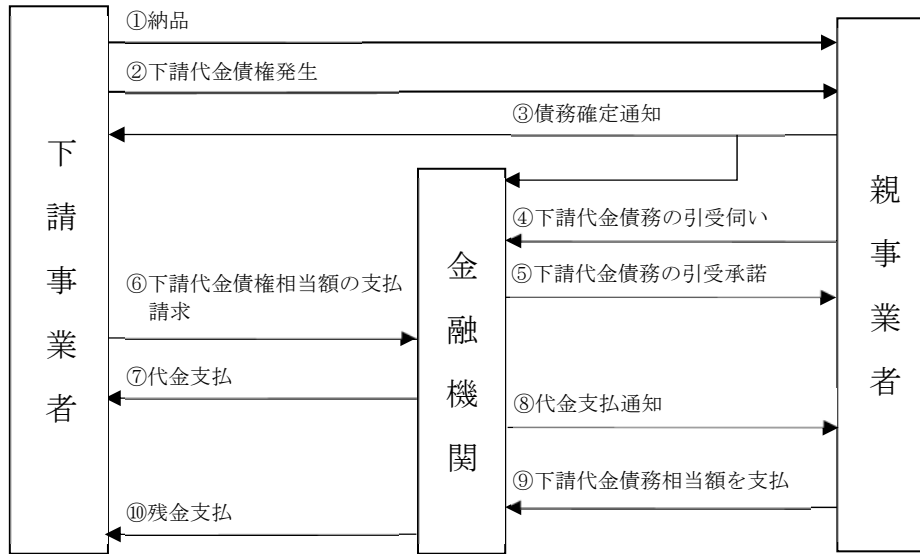 ①納品
②下請代金債権発生
③債務確定通知
下請事業者
親事業者
金融機関
④下請代金債務の引受伺い
⑤下請代金債務の引受承諾
⑥下請代金債権相当額の支払
請求
⑦代金支払
⑧代金支払通知
⑨下請代金債務相当額を支払
⑩残金支払